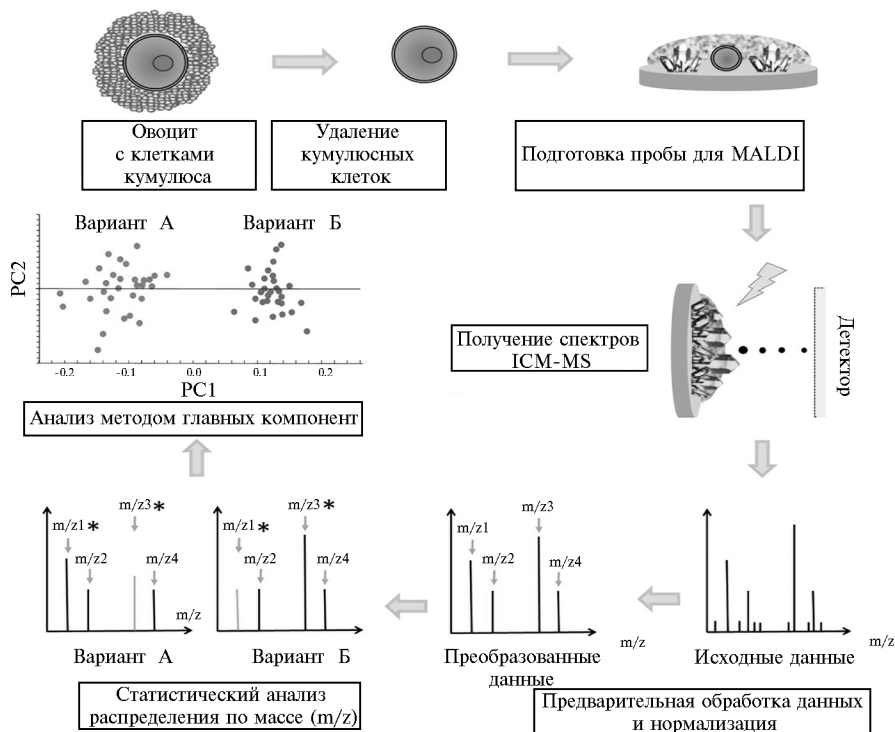 Овоцит
с клетками
кумулюса
Удаление
кумулюсных
клеток
Подготовка пробы для MALDI
Вариант А
Вариант Б
PC2
-0.2
-0.1
0.0
0.1
0.2
PC1
Анализ методом главных компонент
Получение спектров
ICM-MS
Детектор
m/z1*
m/z2
m/z3*
m/z4
m/z
Вариант А
m/z1*
m/z2
m/z3*
m/z4
Вариант Б
Статистический анализ
распределения по массе (m/z)
m/z1
m/z2
m/z3
m/z4
m/z
Преобразованные
данные
m/z
Исходные данные
Предварительная обработка данных
и нормализация